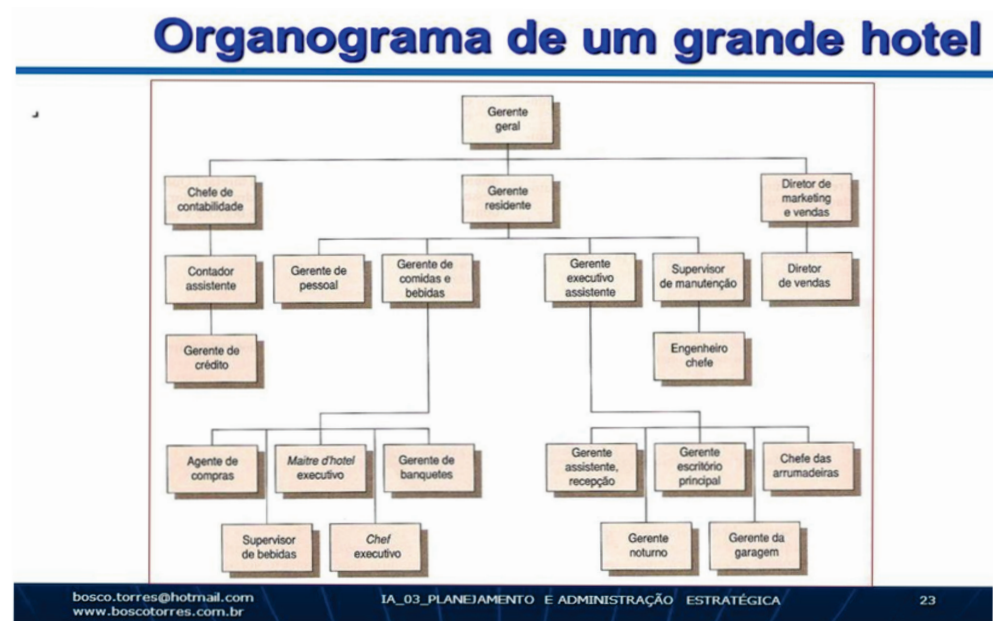 Organograma de um grande hotel
Gerente
geral
Chefe de
contabilidade
Gerente
residente
Diretor de
marketing
e vendas
Contador
assistente
Gerente de
pessoal
Gerente de
comidas e
bebidas
Gerente
executivo
assistente
Supervisor
de manutenção
Diretor
de vendas
Gerente de
crédito
Engenheiro
chefe
Agente de
compras
Maitre d'hotel
executivo
Gerente de
banquetes
Gerente
assistente,
recepção
Gerente
escritório
principal
Chefe das
arrumadeiras
Supervisor
de bebidas
Chef
executivo
Gerente
noturno
Gerente da
garagem
bosco.torres@hotmail.com
www.boscotorres.com.br
IA_03_PLANEJAMENTO E ADMINISTRAÇÃO ESTRATÉGICA
23